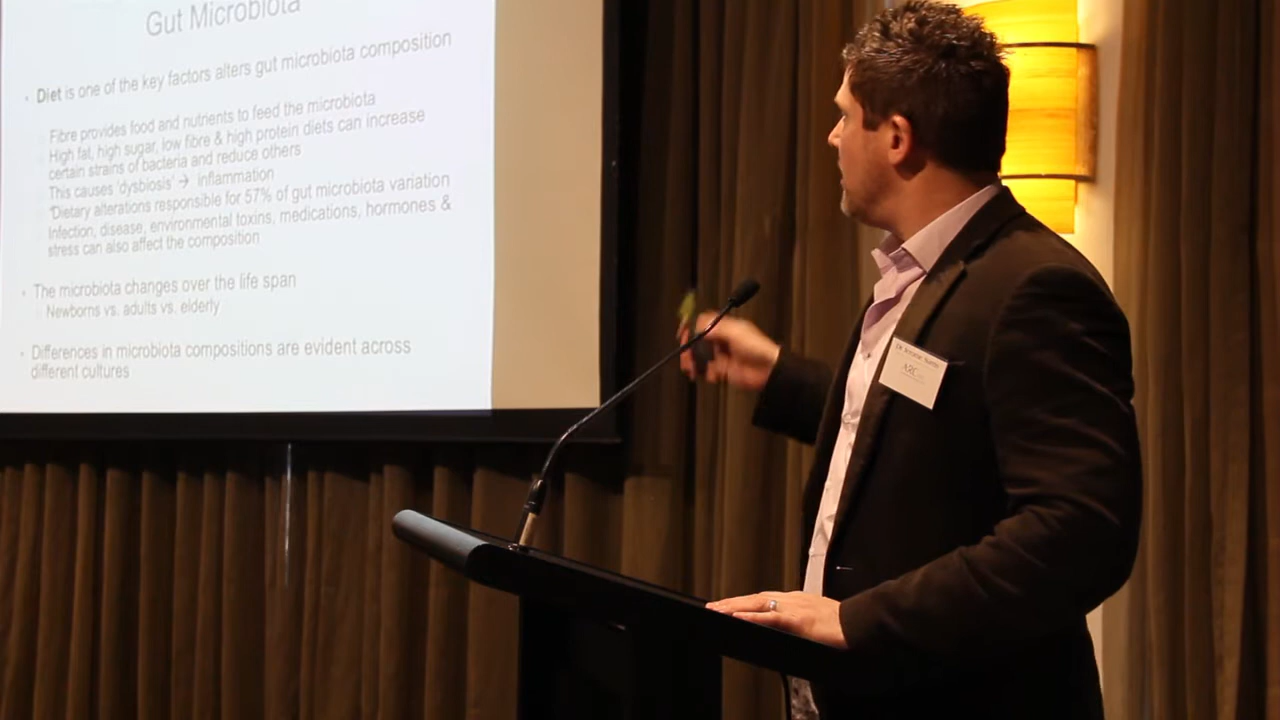 Gut Microbiota
Diet is one of the key factors alters gut microbiota composition
Fibre provides food and nutrients to feed the microbiota
High fat, high sugar, low fibre & high protein diets can increase
certain strains of bacteria and reduce others
This causes 'dysbiosis' → inflammation
*Dietary alterations responsible for 57% of gut microbiota variation
Infection, disease, environmental toxins, medications, hormones &
stress can also affect the composition
The microbiota changes over the life span
Newborns vs. adults vs. elderly
Differences in microbiota compositions are evident across
different cultures
Dr
ARC